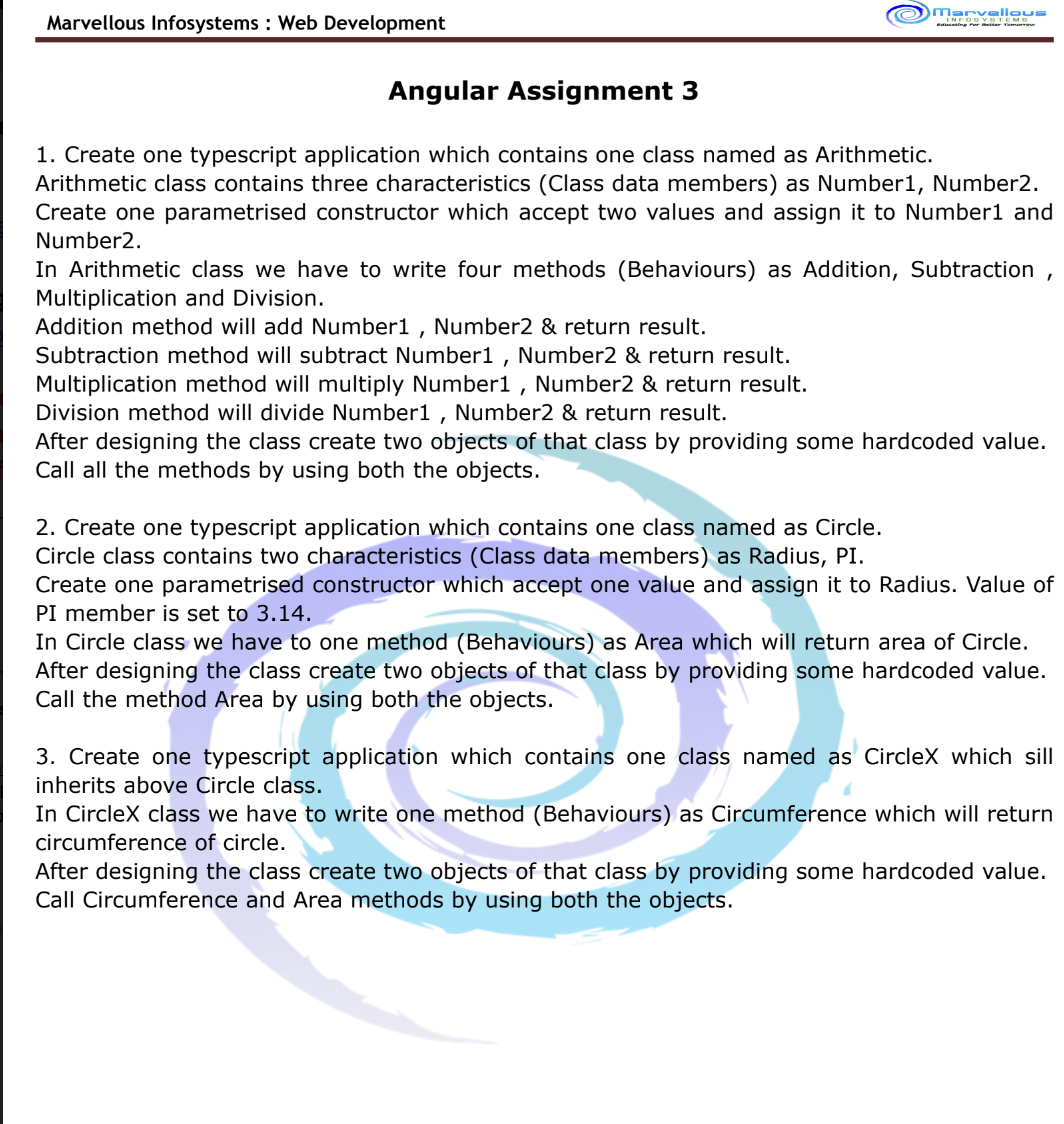 Marvellous Infosystems : Web Development
Marvellous
INFOSYSTEMS
Educating For Better Tomorrow
Angular Assignment 3
1. Create one typescript application which contains one class named as Arithmetic.
Arithmetic class contains three characteristics (Class data members) as Number1, Number2.
Create one parametrised constructor which accept two values and assign it to Number1 and
Number2.
In Arithmetic class we have to write four methods (Behaviours) as Addition, Subtraction ,
Multiplication and Division.
Addition method will add Number1 , Number2 & return result.
Subtraction method will subtract Number1 , Number2 & return result.
Multiplication method will multiply Number1 , Number2 & return result.
Division method will divide Number1 , Number2 & return result.
After designing the class create two objects of that class by providing some hardcoded value.
Call all the methods by using both the objects.
2. Create one typescript application which contains one class named as Circle.
Circle class contains two characteristics (Class data members) as Radius, PI.
Create one parametrised constructor which accept one value and assign it to Radius. Value of
PI member is set to 3.14.
In Circle class we have to one method (Behaviours) as Area which will return area of Circle.
After designing the class create two objects of that class by providing some hardcoded value.
Call the method Area by using both the objects.
3. Create one typescript application which contains one class named as CircleX which sill
inherits above Circle class.
In CircleX class we have to write one method (Behaviours) as Circumference which will return
circumference of circle.
After designing the class create two objects of that class by providing some hardcoded value.
Call Circumference and Area methods by using both the objects.